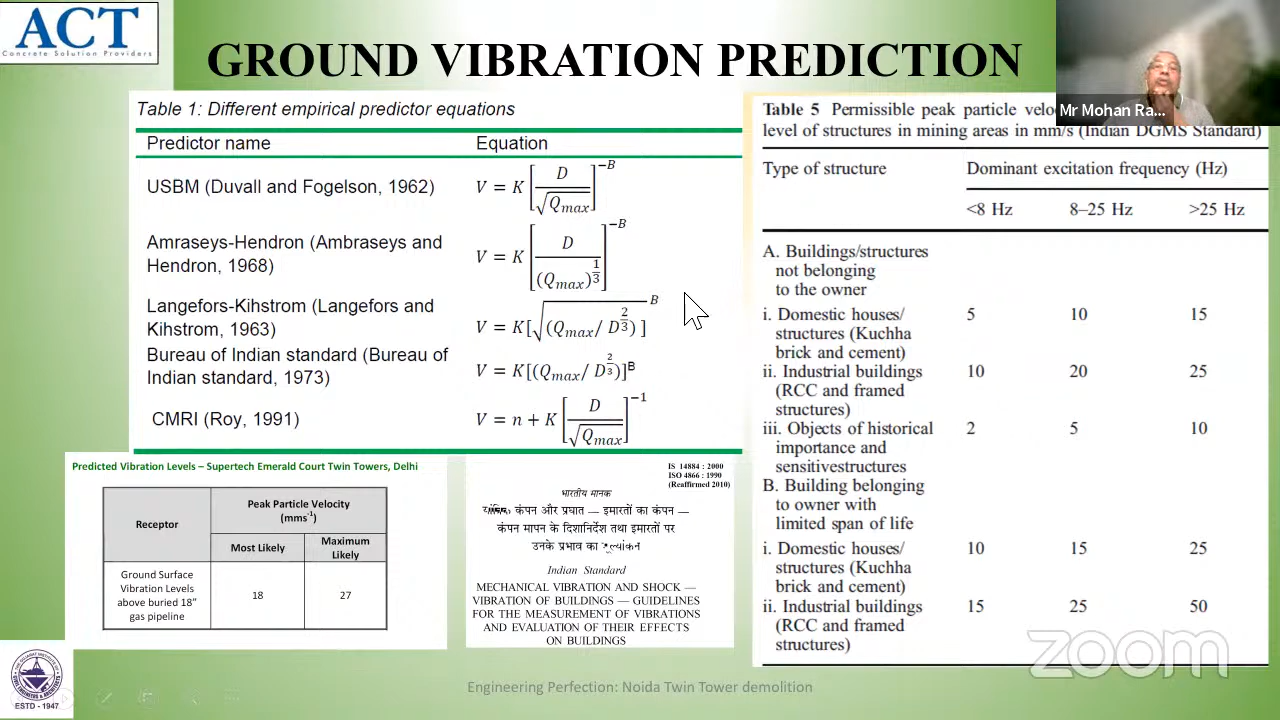 ACT
Concrete Solution Providers
GROUND VIBRATION PREDICTION
Mr Mohan Ra...
Table 1: Different empirical predictor equations
Predictor name Equation
USBM (Duvall and Fogelson, 1962) V = K [D / √Qmax]^−B
Amraseys-Hendron (Ambraseys and
Hendron, 1968) V = K [D / (Qmax)^1/3]^−B
Langefors-Kihstrom (Langefors and
Kihstrom, 1963) V = K[√(Qmax/ D^2/3) ]^B
Bureau of Indian standard (Bureau of
Indian standard, 1973) V = K[(Qmax/ D^2/3)]^B
CMRI (Roy, 1991) V = n + K [D / √Qmax]^−1
Table 5 Permissible peak particle
level of structures in mining areas in mm/s (Indian DGMS Standard)
Type of structure Dominant excitation frequency (Hz)
<8 Hz 8–25 Hz >25 Hz
A. Buildings/structures
not belonging
to the owner
i. Domestic houses/ 5 10 15
structures (Kuchha
brick and cement)
ii. Industrial buildings 10 20 25
(RCC and framed
structures)
iii. Objects of historical 2 5 10
importance and
sensitivestructures
B. Building belonging
to owner with
limited span of life
i. Domestic houses/ 10 15 25
structures (Kuchha
brick and cement)
ii. Industrial buildings 15 25 50
(RCC and framed
structures)
Predicted Vibration Levels – Supertech Emerald Court Twin Towers, Delhi
Receptor
Peak Particle Velocity
(mms⁻¹)
Most Likely Maximum
Likely
Ground Surface
Vibration Levels
above buried 18"
gas pipeline
18 27
IS 14884 : 2000
ISO 4866 : 1990
(Reaffirmed 2010)
भारतीय मानक
कंपन और प्रघात — इमारतों का कंपन —
कंपन मापन के दिशानिर्देश तथा इमारतों पर
उनके प्रभाव का
Indian Standard
MECHANICAL VIBRATION AND SHOCK —
VIBRATION OF BUILDINGS — GUIDELINES
FOR THE MEASUREMENT OF VIBRATIONS
AND EVALUATION OF THEIR EFFECTS
ON BUILDINGS
zoom
ESTD - 1947
Engineering Perfection: Noida Twin Tower demolition